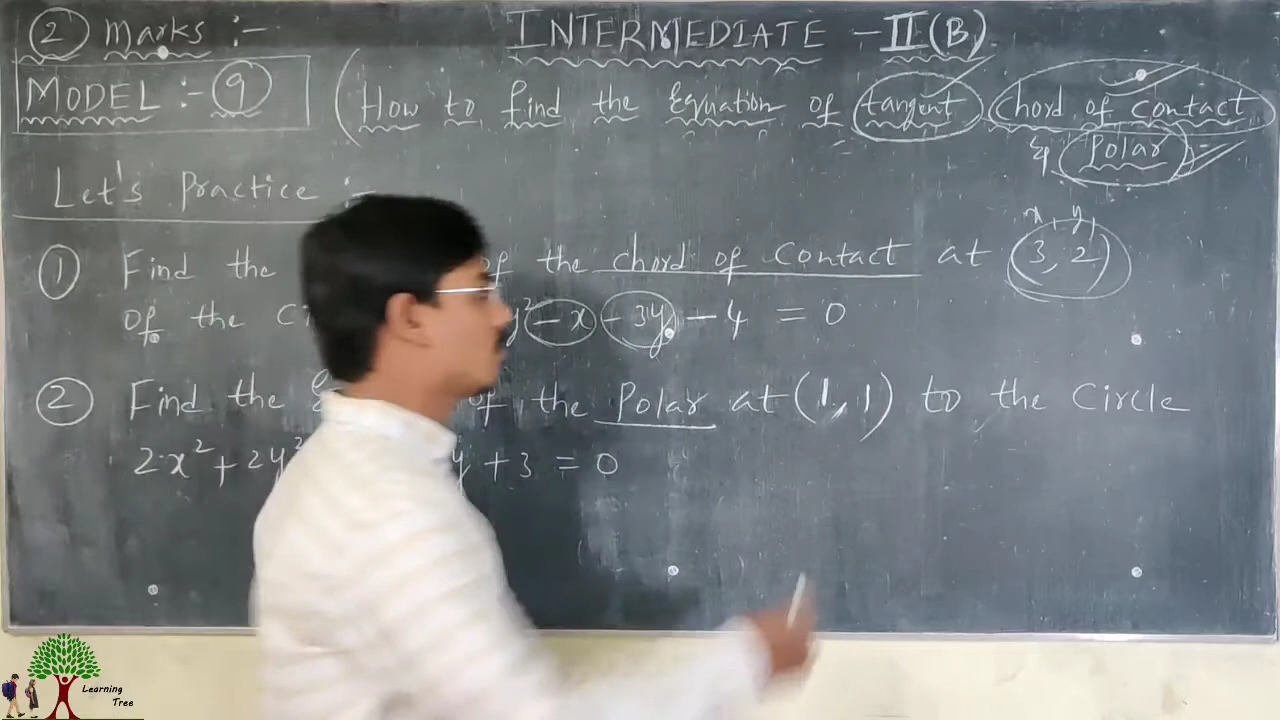 ② Marks :-
INTERMEDIATE - II(B)
MODEL :- ⑨ (How to find the Equation of tangent, Chord of contact
& Polar) :-
Let's Practice :-
x, y,
① Find the of the chord of contact at (3, 2)
of the Ci y² - x - 3y - 4 = 0
② Find the of the Polar at (1, 1) to the Circle
2x² + 2y² y + 3 = 0
Learning
Tree